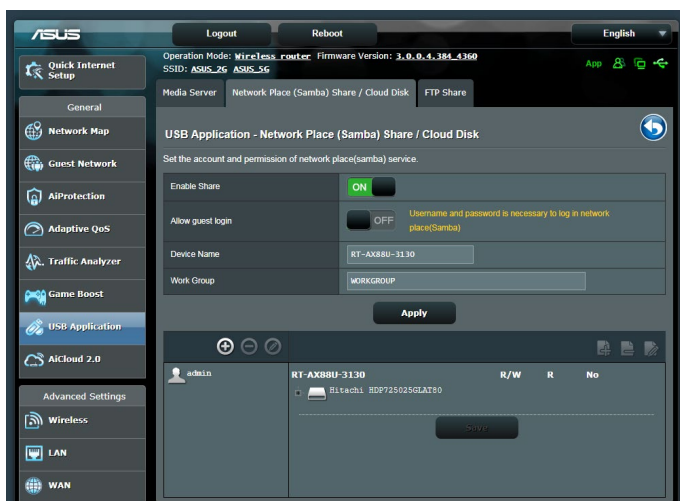 ASUS
Logout
Reboot
English
Quick Internet
Setup
Operation Mode: Wireless router Firmware Version: 3.0.0.4.384_4360
SSID: ASUS_2G ASUS_5G
App
Media Server
Network Place (Samba) Share / Cloud Disk
FTP Share
General
Network Map
Guest Network
AiProtection
Adaptive QoS
Traffic Analyzer
Game Boost
USB Application
AiCloud 2.0
Advanced Settings
Wireless
LAN
WAN
USB Application - Network Place (Samba) Share / Cloud Disk
Set the account and permission of network place(samba) service.
Enable Share
ON
Allow guest login
OFF
Username and password is necessary to log in network
place(Samba)
Device Name
RT-AX88U-3130
Work Group
WORKGROUP
Apply
admin
RT-AX88U-3130
R/W
R
No
Hitachi HDP725025GLAT80
Save